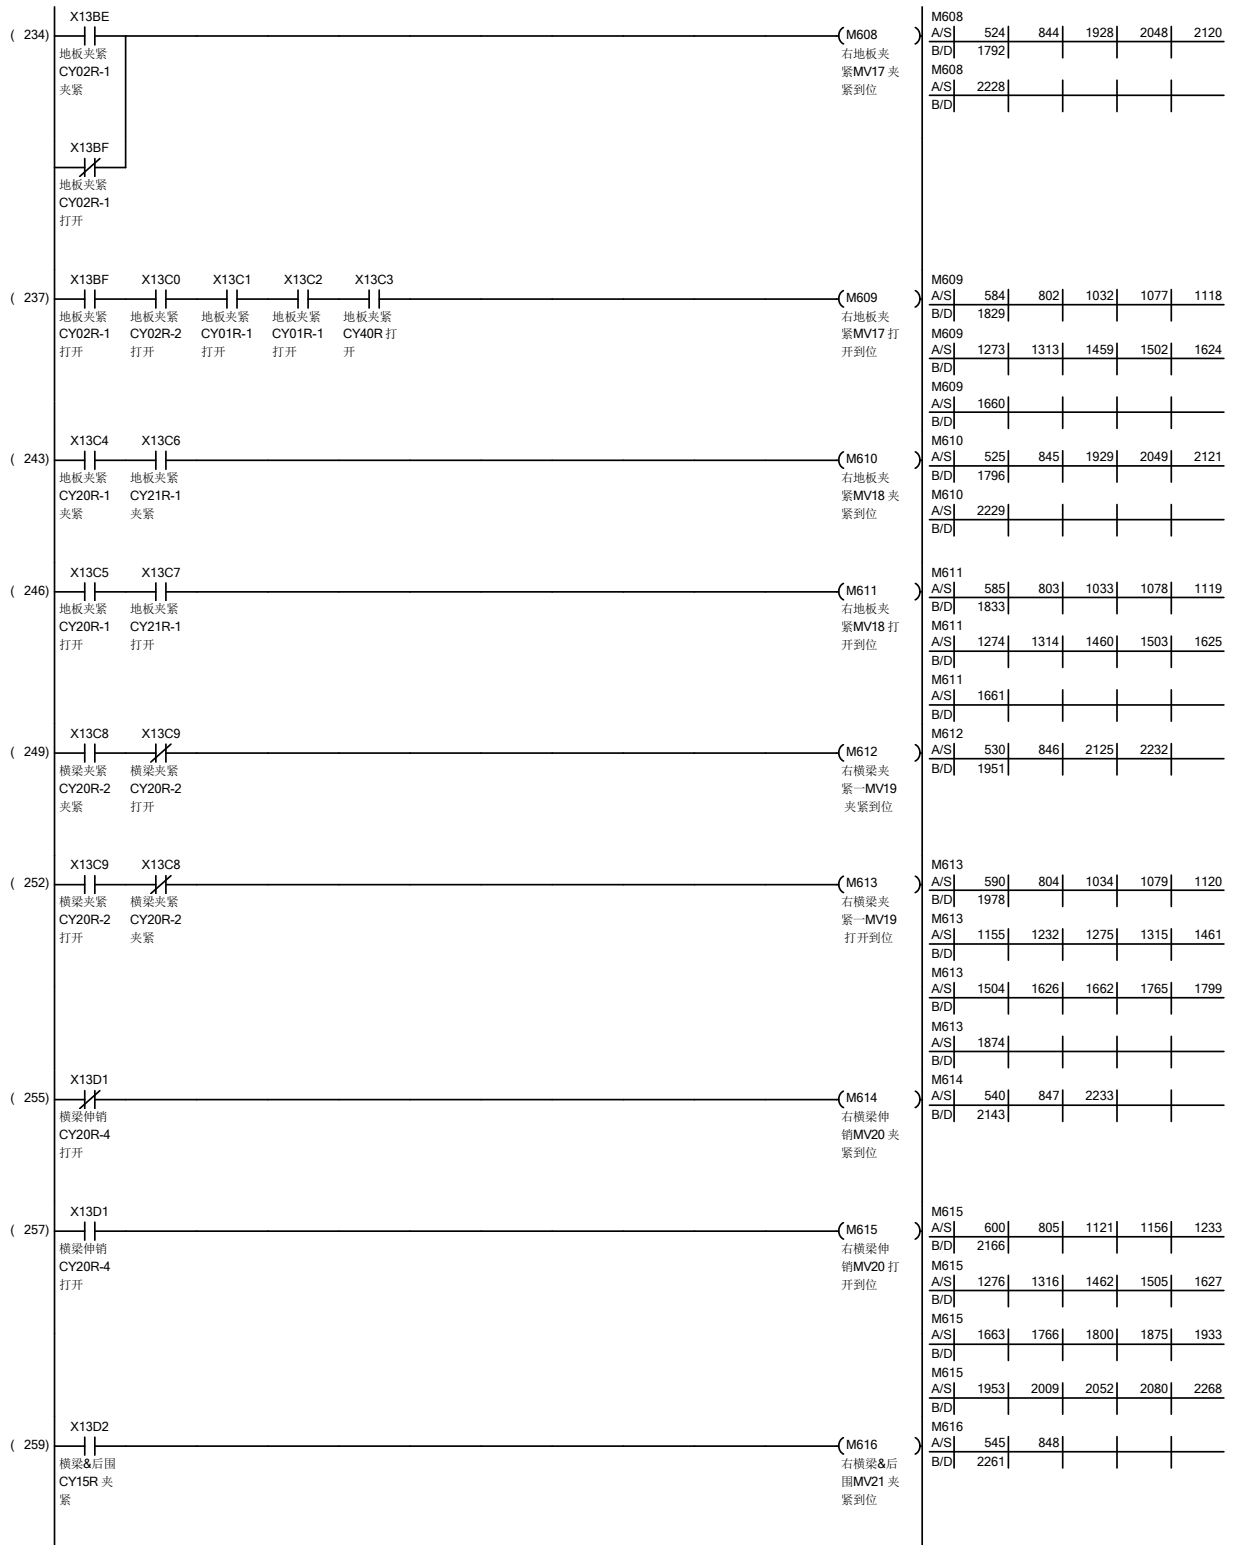 X13BE
( 234)
地板夹紧
CY02R-1
夹紧
X13BF
地板夹紧
CY02R-1
打开
M608
右地板夹
紧MV17 夹
紧到位
M608
A/S 524 844 1928 2048 2120
B/D 1792
M608
A/S 2228
B/D
X13BF X13C0 X13C1 X13C2 X13C3
( 237)
地板夹紧 地板夹紧 地板夹紧 地板夹紧 地板夹紧
CY02R-1 CY02R-2 CY01R-1 CY01R-1 CY40R 打
打开 打开 打开 打开 开
M609
右地板夹
紧MV17 打
开到位
M609
A/S 584 802 1032 1077 1118
B/D 1829
M609
A/S 1273 1313 1459 1502 1624
B/D
M609
A/S 1660
B/D
X13C4 X13C6
( 243)
地板夹紧 地板夹紧
CY20R-1 CY21R-1
夹紧 夹紧
M610
右地板夹
紧MV18 夹
紧到位
M610
A/S 525 845 1929 2049 2121
B/D 1796
M610
A/S 2229
B/D
X13C5 X13C7
( 246)
地板夹紧 地板夹紧
CY20R-1 CY21R-1
打开 打开
M611
右地板夹
紧MV18 打
开到位
M611
A/S 585 803 1033 1078 1119
B/D 1833
M611
A/S 1274 1314 1460 1503 1625
B/D
M611
A/S 1661
B/D
X13C8 X13C9
( 249)
横梁夹紧 横梁夹紧
CY20R-2 CY20R-2
夹紧 打开
M612
右横梁夹
紧一MV19
夹紧到位
M612
A/S 530 846 2125 2232
B/D 1951
X13C9 X13C8
( 252)
横梁夹紧 横梁夹紧
CY20R-2 CY20R-2
打开 夹紧
M613
右横梁夹
紧一MV19
打开到位
M613
A/S 590 804 1034 1079 1120
B/D 1978
M613
A/S 1155 1232 1275 1315 1461
B/D
M613
A/S 1504 1626 1662 1765 1799
B/D
M613
A/S 1874
B/D
X13D1
( 255)
横梁伸销
CY20R-4
打开
M614
右横梁伸
销MV20 夹
紧到位
M614
A/S 540 847 2233
B/D 2143
X13D1
( 257)
横梁伸销
CY20R-4
打开
M615
右横梁伸
销MV20 打
开到位
M615
A/S 600 805 1121 1156 1233
B/D 2166
M615
A/S 1276 1316 1462 1505 1627
B/D
M615
A/S 1663 1766 1800 1875 1933
B/D
M615
A/S 1953 2009 2052 2080 2268
B/D
X13D2
( 259)
横梁&后围
CY15R 夹
紧
M616
右横梁&后
围MV21 夹
紧到位
M616
A/S 545 848
B/D 2261